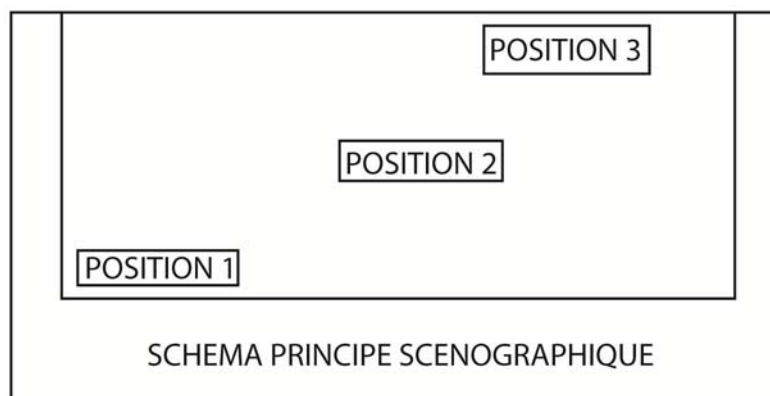 POSITION 3
POSITION 2
POSITION 1
SCHEMA PRINCIPE SCENOGRAPHIQUE